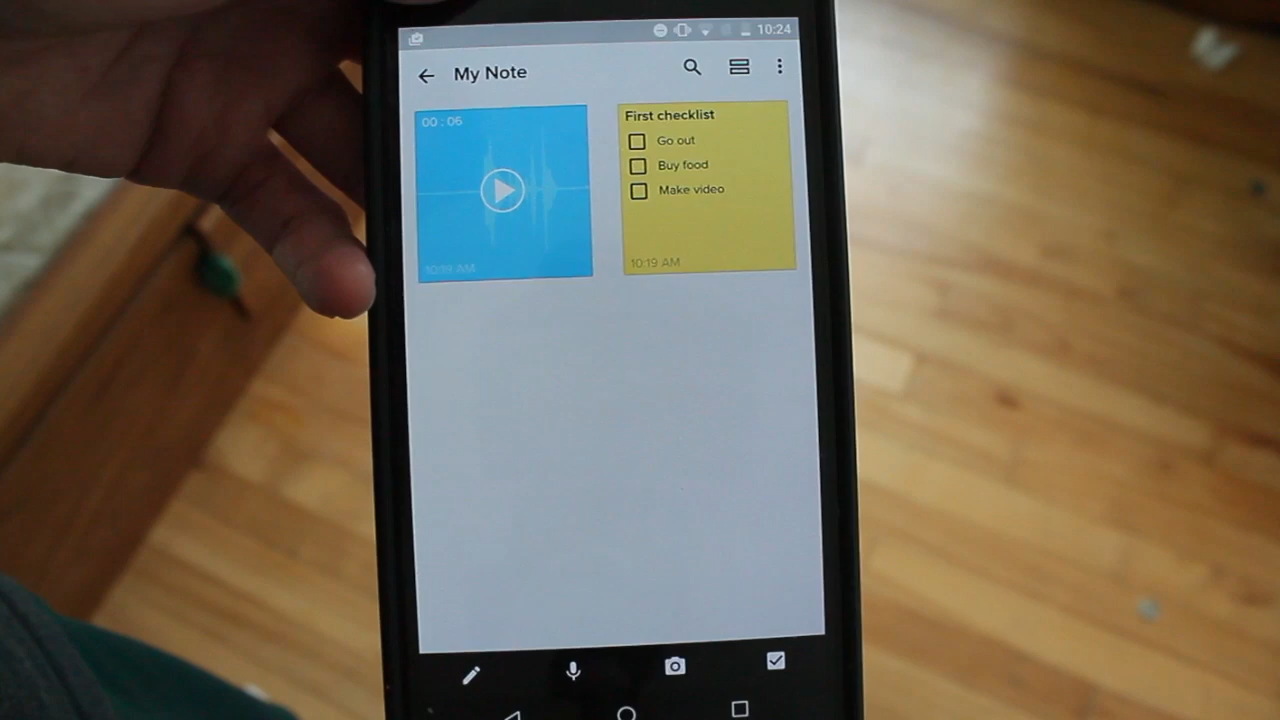 10:24
My Note
00 : 06
First checklist
Go out
Buy food
Make video
10:19 AM